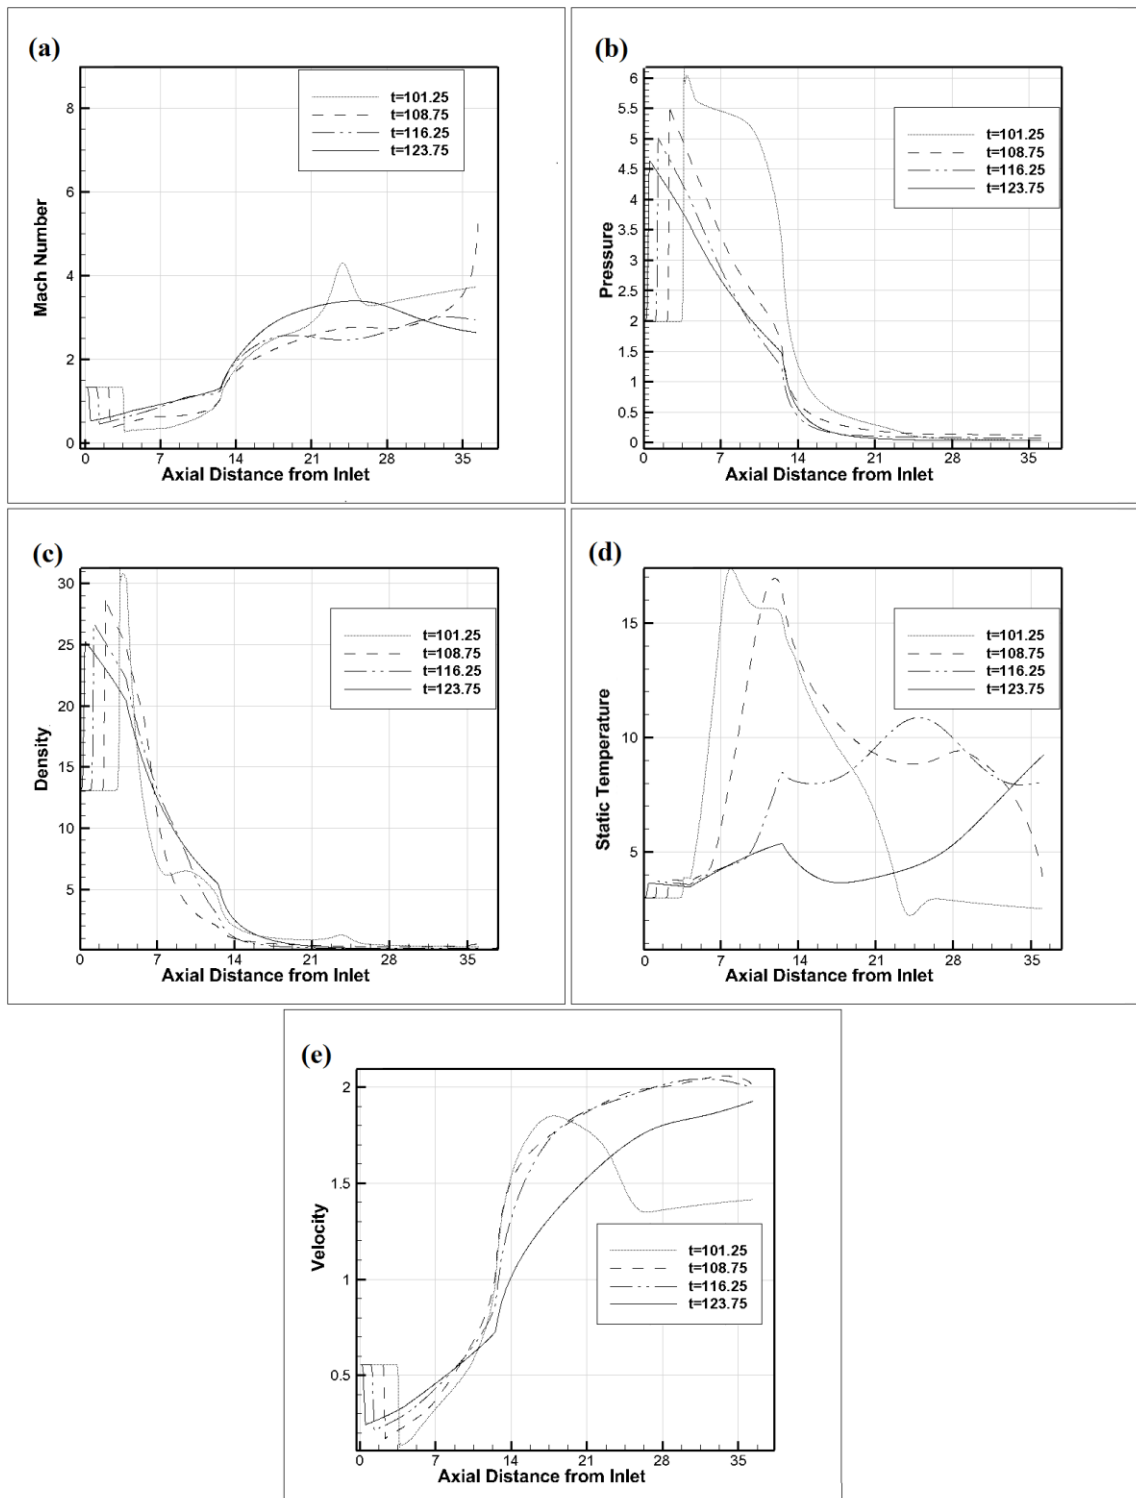 (a)
Mach Number
8
6
4
2
0
t=101.25
t=108.75
t=116.25
t=123.75
0 7 14 21 28 35
Axial Distance from Inlet
(b)
Pressure
6
5.5
5
4.5
4
3.5
3
2.5
2
1.5
1
0.5
0
t=101.25
t=108.75
t=116.25
t=123.75
0 7 14 21 28 35
Axial Distance from Inlet
(c)
Density
30
25
20
15
10
5
t=101.25
t=108.75
t=116.25
t=123.75
0 7 14 21 28 35
Axial Distance from Inlet
(d)
Static Temperature
15
10
5
t=101.25
t=108.75
t=116.25
t=123.75
0 7 14 21 28 35
Axial Distance from Inlet
(e)
Velocity
2
1.5
1
0.5
t=101.25
t=108.75
t=116.25
t=123.75
0 7 14 21 28 35
Axial Distance from Inlet